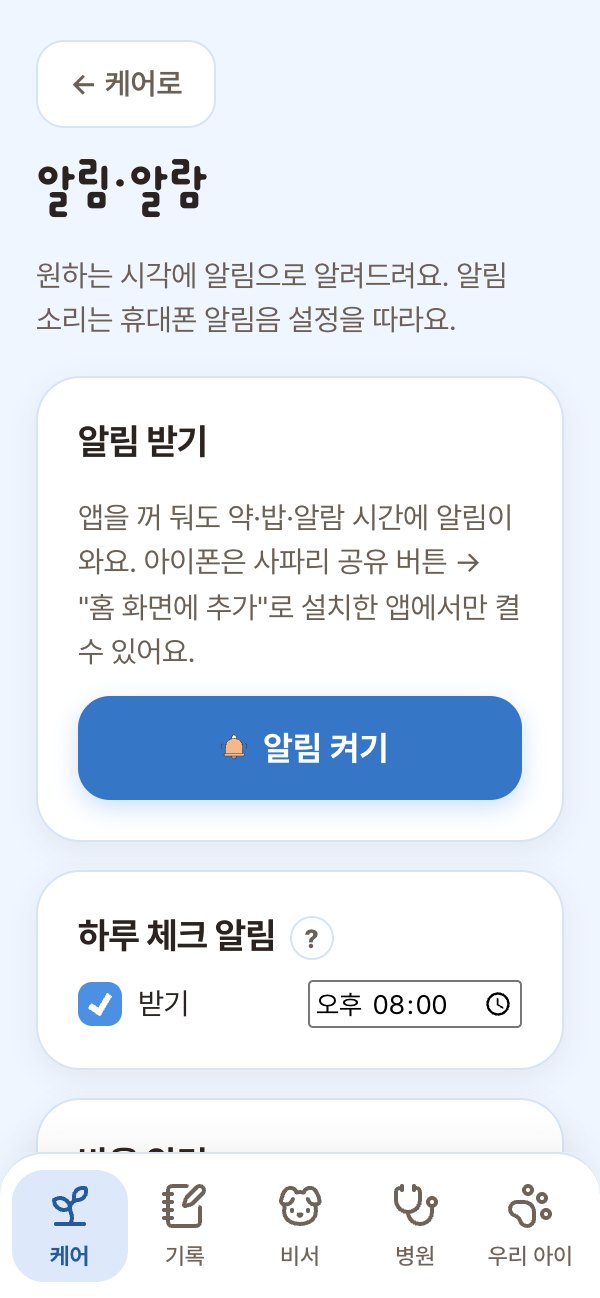 ← 케어로
알림·알람
원하는 시각에 알림으로 알려드려요. 알림
소리는 휴대폰 알림음 설정을 따라요.
알림 받기
앱을 꺼 둬도 약·밥·알람 시간에 알림이
와요. 아이폰은 사파리 공유 버튼 →
"홈 화면에 추가"로 설치한 앱에서만 켤
수 있어요.
알림 켜기
하루 체크 알림 ?
받기 오후 08:00
케어 기록 비서 병원 우리 아이